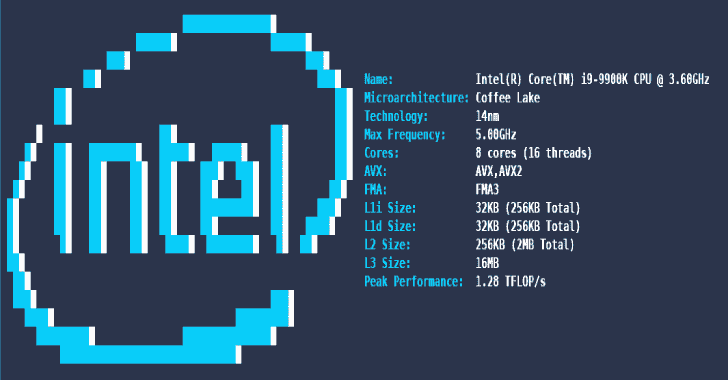 intel
Name: Intel(R) Core(TM) i9-9900K CPU @ 3.60GHz
Microarchitecture: Coffee Lake
Technology: 14nm
Max Frequency: 5.00GHz
Cores: 8 cores (16 threads)
AVX: AVX,AVX2
FMA: FMA3
L1i Size: 32KB (256KB Total)
L1d Size: 32KB (256KB Total)
L2 Size: 256KB (2MB Total)
L3 Size: 16MB
Peak Performance: 1.28 TFLOP/s